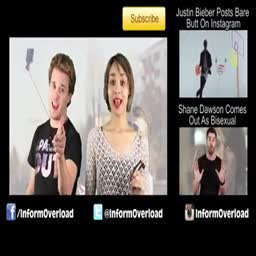 Subscribe
Justin Bieber Posts Bare
Butt On Instagram
Shane Dawson Comes
Out As Bisexual
/InformOverload
@InformOverload
InformOverload